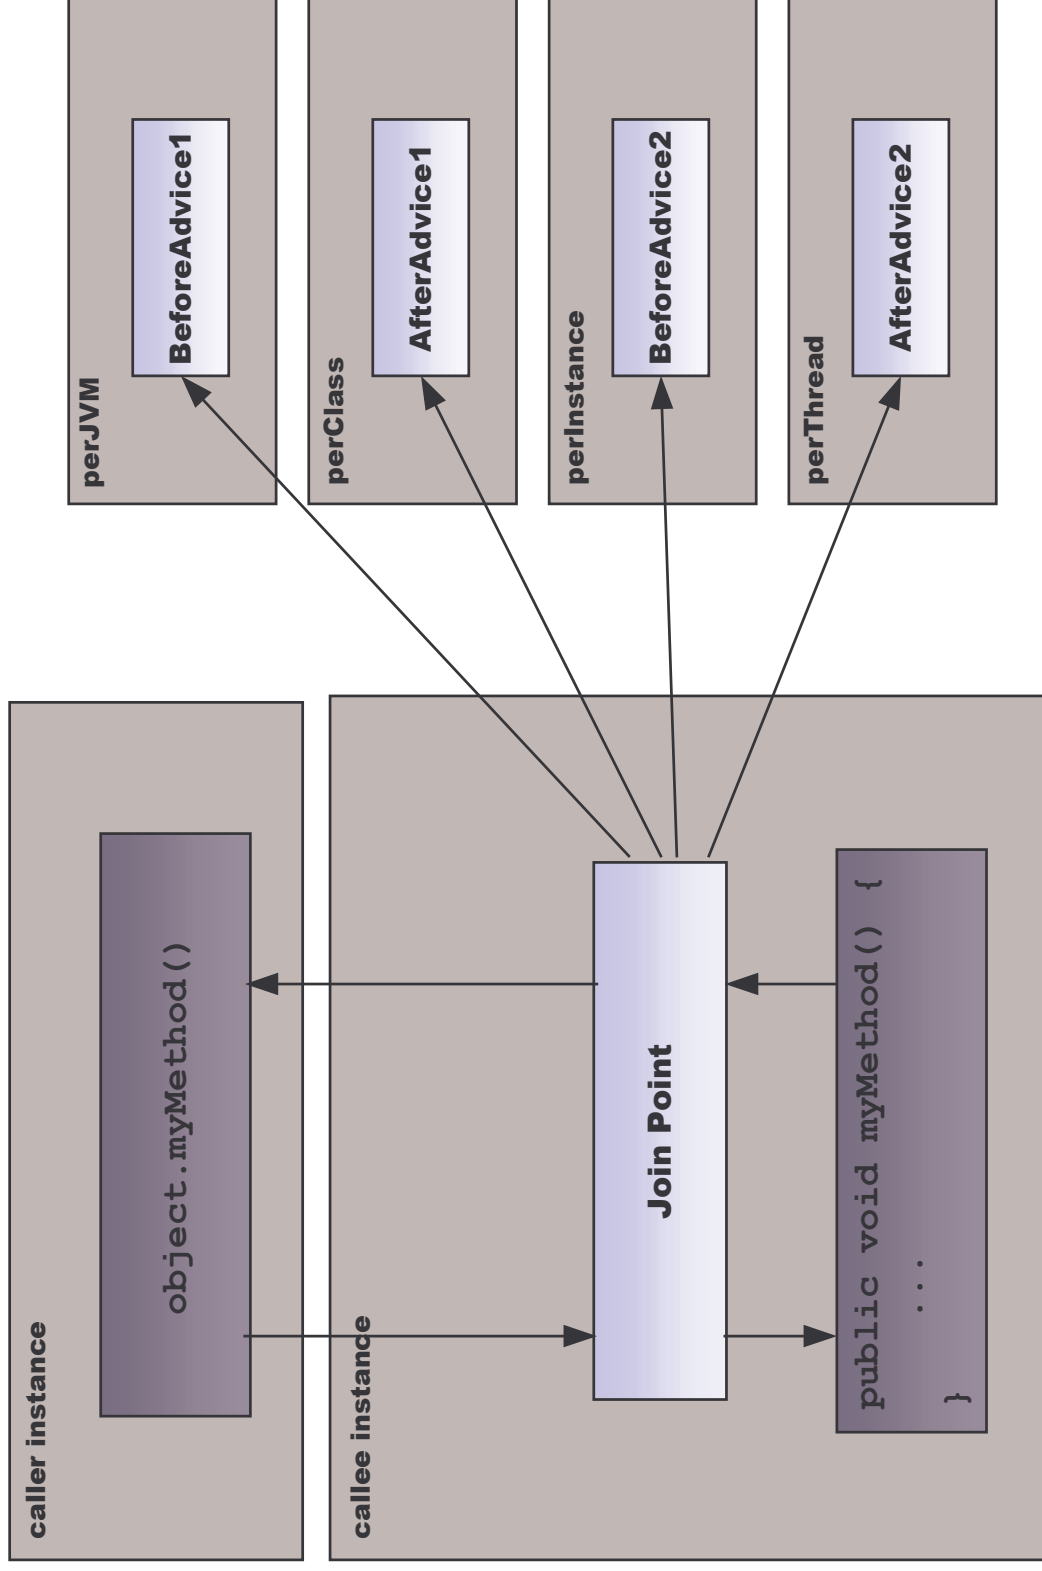 caller instance
object.myMethod()
callee instance
Join Point
public void myMethod() {
...
}
perJVM
BeforeAdvice1
perClass
AfterAdvice1
perInstance
BeforeAdvice2
perThread
AfterAdvice2